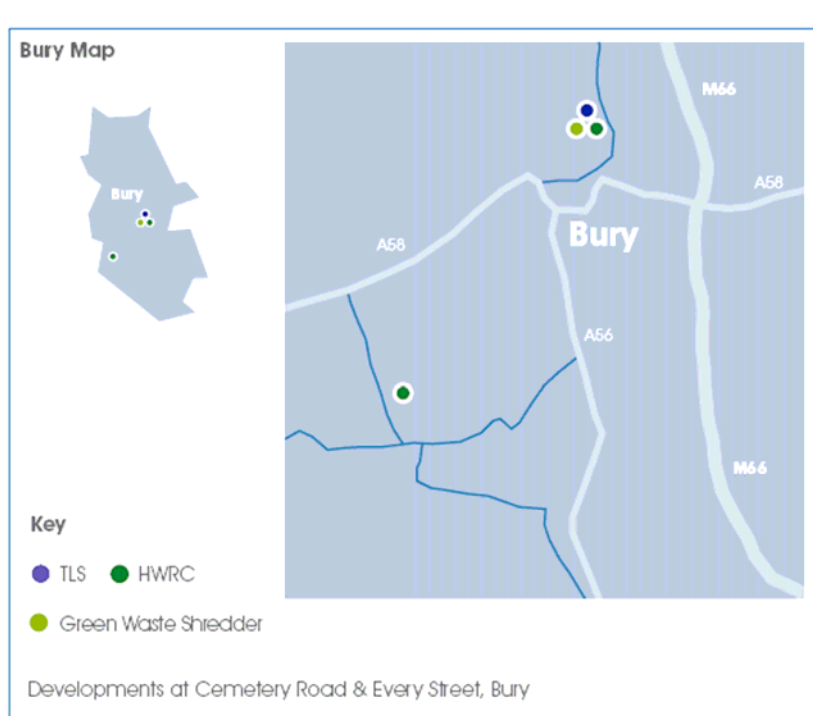 Bury Map
Bury
M66
A58
A58
Bury
A56
M66
Key
TLS HWRC
Green Waste Shredder
Developments at Cemetery Road & Every Street, Bury